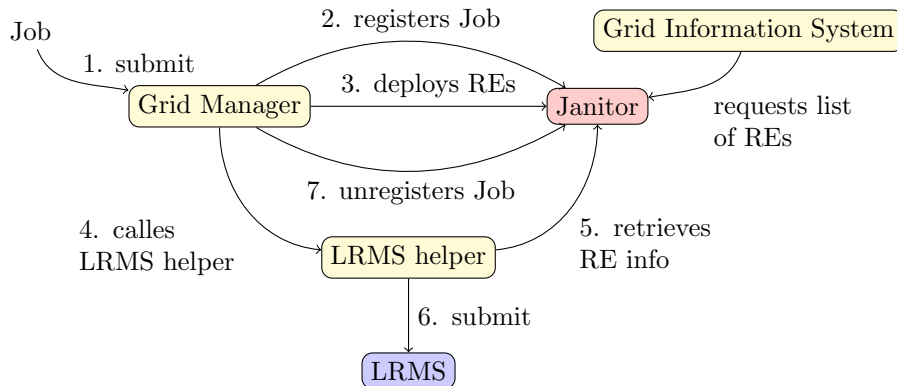 Job
2. registers Job
Grid Information System
1. submit
3. deploys REs
Grid Manager
Janitor
requests list
of REs
7. unregisters Job
4. calles
LRMS helper
5. retrieves
RE info
LRMS helper
6. submit
LRMS